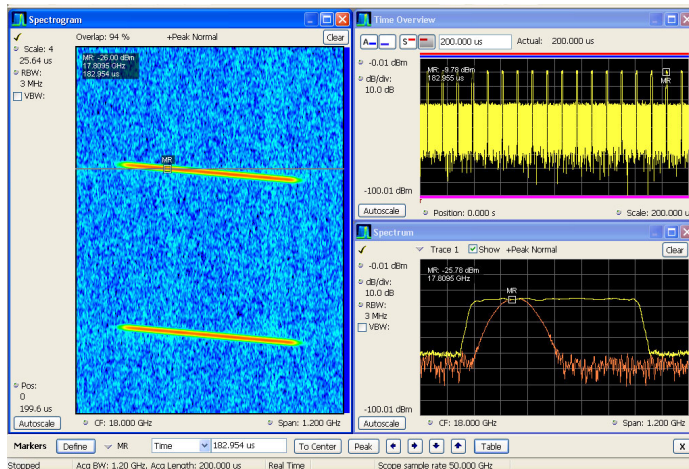 Spectrogram
Overlap: 94 %
+Peak Normal
Clear
Scale: 4
25.64 us
RBW:
3 MHz
VBW:
MR: -26.00 dBm
17.8095 GHz
182.954 us
MR
Pos:
0
199.6 us
Autoscale
CF: 18.000 GHz
Span: 1.200 GHz
Time Overview
200.000 us
Actual: 200.000 us
-0.01 dBm
dB/div:
10.0 dB
MR: -9.78 dBm
182.955 us
MR
-100.01 dBm
Autoscale
Position: 0.000 s
Scale: 200.000 u
Spectrum
Trace 1
Show
+Peak Normal
Clear
-0.01 dBm
dB/div:
10.0 dB
RBW:
3 MHz
VBW:
MR: -25.78 dBm
17.8095 GHz
MR
-100.01 dBm
Autoscale
CF: 18.000 GHz
Span: 1.200 GHz
Markers
Define
MR
Time
182.954 us
To Center
Peak
Table
X
Stopped
Acq BW: 1.20 GHz, Acq Length: 200.000 us
Real Time
Scope sample rate 50.000 GHz